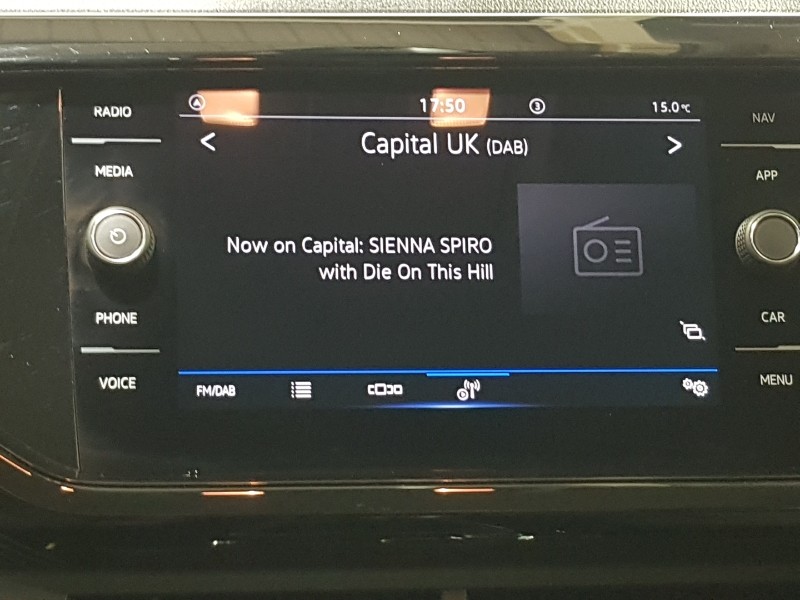 RADIO
MEDIA
PHONE
VOICE
17:50
3
15.0°C
Capital UK (DAB)
Now on Capital: SIENNA SPIRO
with Die On This Hill
FM/DAB
NAV
APP
CAR
MENU